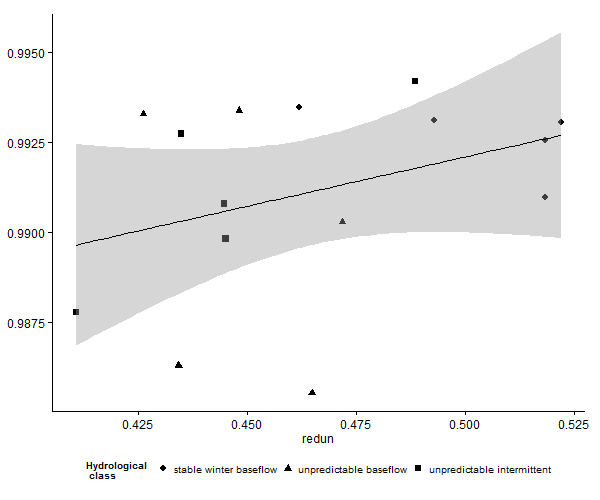 0.9950
0.9925
0.9900
0.9875
0.425 0.450 0.475 0.500 0.525
redun
Hydrological
class
stable winter baseflow unpredictable baseflow unpredictable intermittent